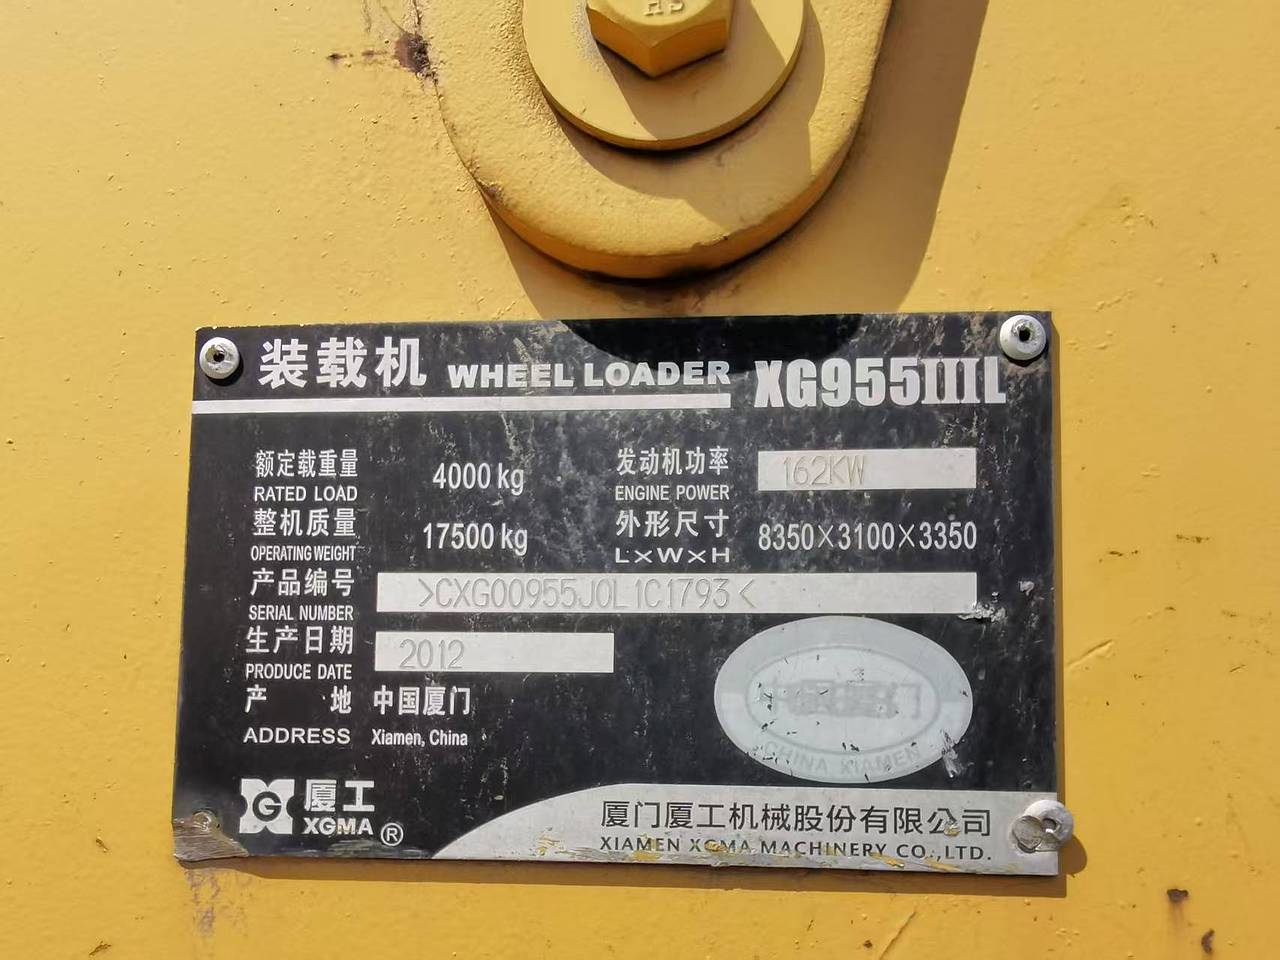 装载机 WHEEL LOADER XG955IIIL
额定载重量 4000 kg 发动机功率 162KW
RATED LOAD ENGINE POWER
整机质量 17500 kg 外形尺寸 8350×3100×3350
OPERATING WEIGHT L×W×H
产品编号 >CXG00955J0L1C1793<
SERIAL NUMBER
生产日期 2012
PRODUCE DATE
产 地 中国厦门
ADDRESS Xiamen, China
CHINA XIAMEN
G 厦工
XGMA ®
厦门厦工机械股份有限公司
XIAMEN XGMA MACHINERY CO.,LTD.